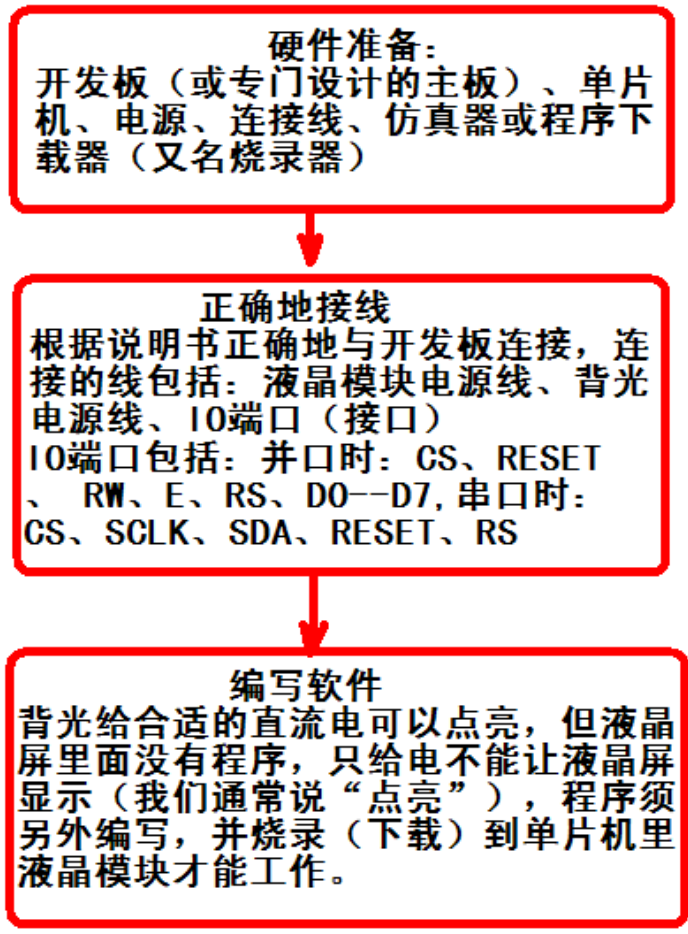 硬件准备：
开发板（或专门设计的主板）、单片
机、电源、连接线、仿真器或程序下
载器（又名烧录器）
正确地接线
根据说明书正确地与开发板连接，连
接的线包括：液晶模块电源线、背光
电源线、IO端口（接口）
IO端口包括：并口时：CS、RESET
、 RW、E、RS、D0--D7,串口时：
CS、SCLK、SDA、RESET、RS
编写软件
背光给合适的直流电可以点亮，但液晶
屏里面没有程序，只给电不能让液晶屏
显示（我们通常说“点亮”），程序须
另外编写，并烧录（下载）到单片机里
液晶模块才能工作。